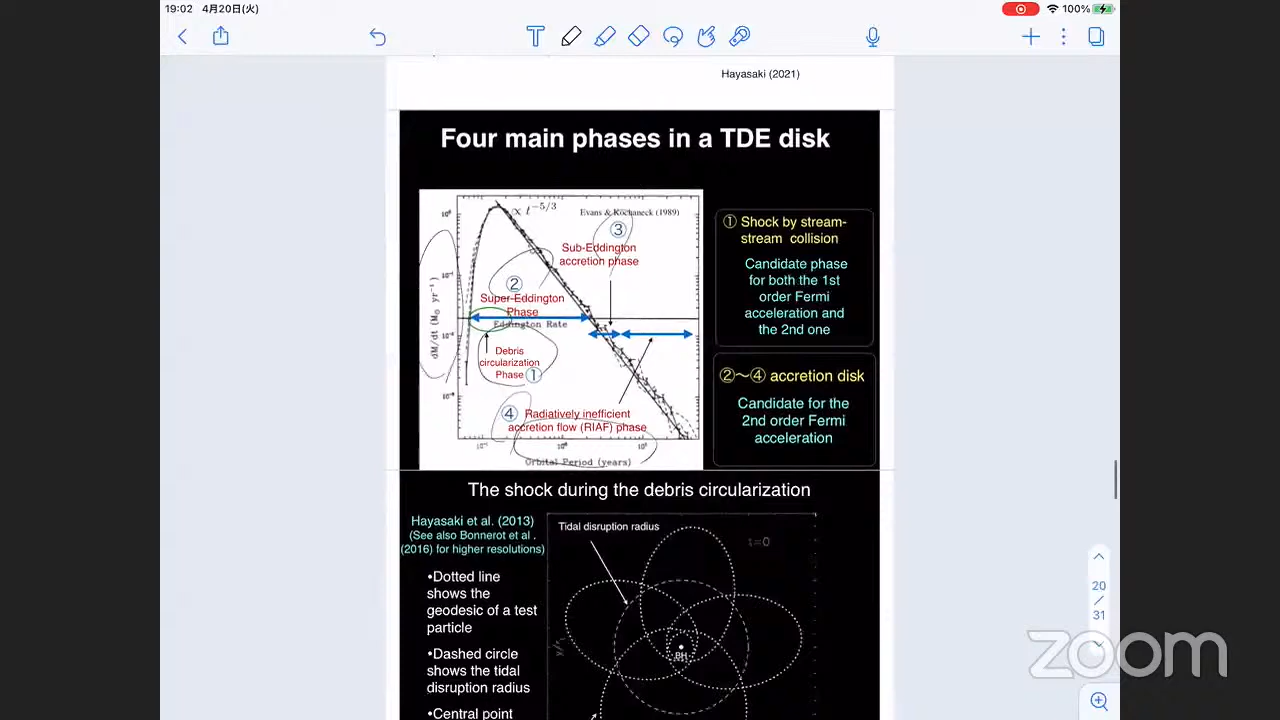 19:02 4月20日(火)
100%
Hayasaki (2021)
Four main phases in a TDE disk
∝ t^{-5/3}
Evans & Kochaneck (1989)
③
Sub-Eddington
accretion phase
②
Super-Eddington
Phase
Eddington Rate
Debris
circularization
Phase ①
④ Radiatively inefficient
accretion flow (RIAF) phase
dM/dt (M⊙ yr⁻¹)
Orbital Period (years)
① Shock by stream-
stream collision
Candidate phase
for both the 1st
order Fermi
acceleration and
the 2nd one
②～④ accretion disk
Candidate for the
2nd order Fermi
acceleration
The shock during the debris circularization
Hayasaki et al. (2013)
(See also Bonnerot et al .
(2016) for higher resolutions)
•Dotted line
shows the
geodesic of a test
particle
•Dashed circle
shows the tidal
disruption radius
•Central point
Tidal disruption radius
t=0
BH
20
/
31
zoom